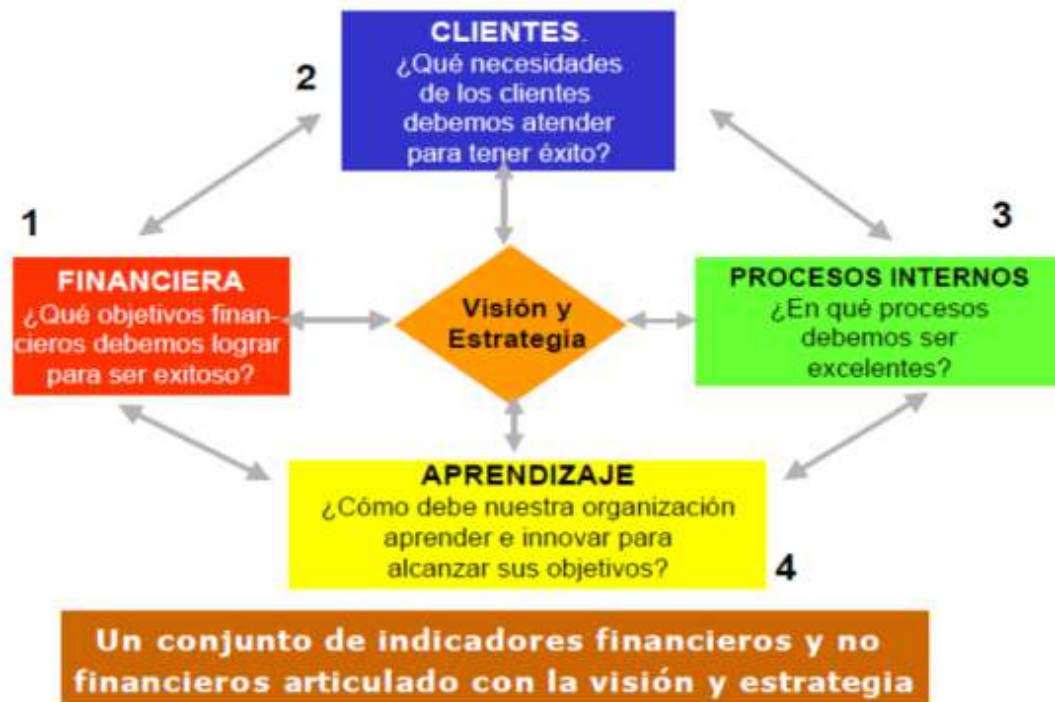 CLIENTES.
¿Qué necesidades
de los clientes
debemos atender
para tener éxito?
2
1
FINANCIERA
¿Qué objetivos finan-
cieros debemos lograr
para ser exitoso?
Visión y
Estrategia
3
PROCESOS INTERNOS
¿En qué procesos
debemos ser
excelentes?
APRENDIZAJE
¿Cómo debe nuestra organización
aprender e innovar para
alcanzar sus objetivos?
4
Un conjunto de indicadores financieros y no
financieros articulado con la visión y estrategia